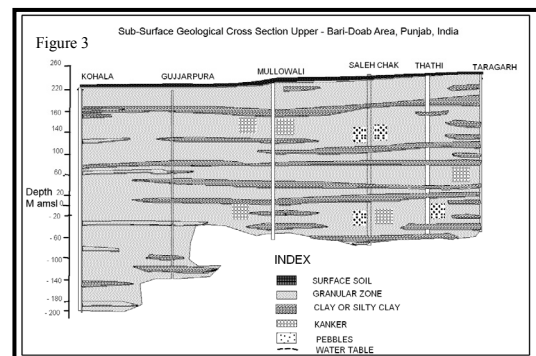 Sub-Surface Geological Cross Section Upper - Bari-Doab Area, Punjab, India
Figure 3
KOHALA
GUJJARPURA
MULLOWALI
SALEH CHAK
THATHI
TARAGARH
260
220
180
140
100
60
20
0
- 20
- 60
- 100
- 140
- 180
- 200
Depth
M amsl
INDEX
SURFACE SOIL
GRANULAR ZONE
CLAY OR SILTY CLAY
KANKER
PEBBLES
WATER TABLE